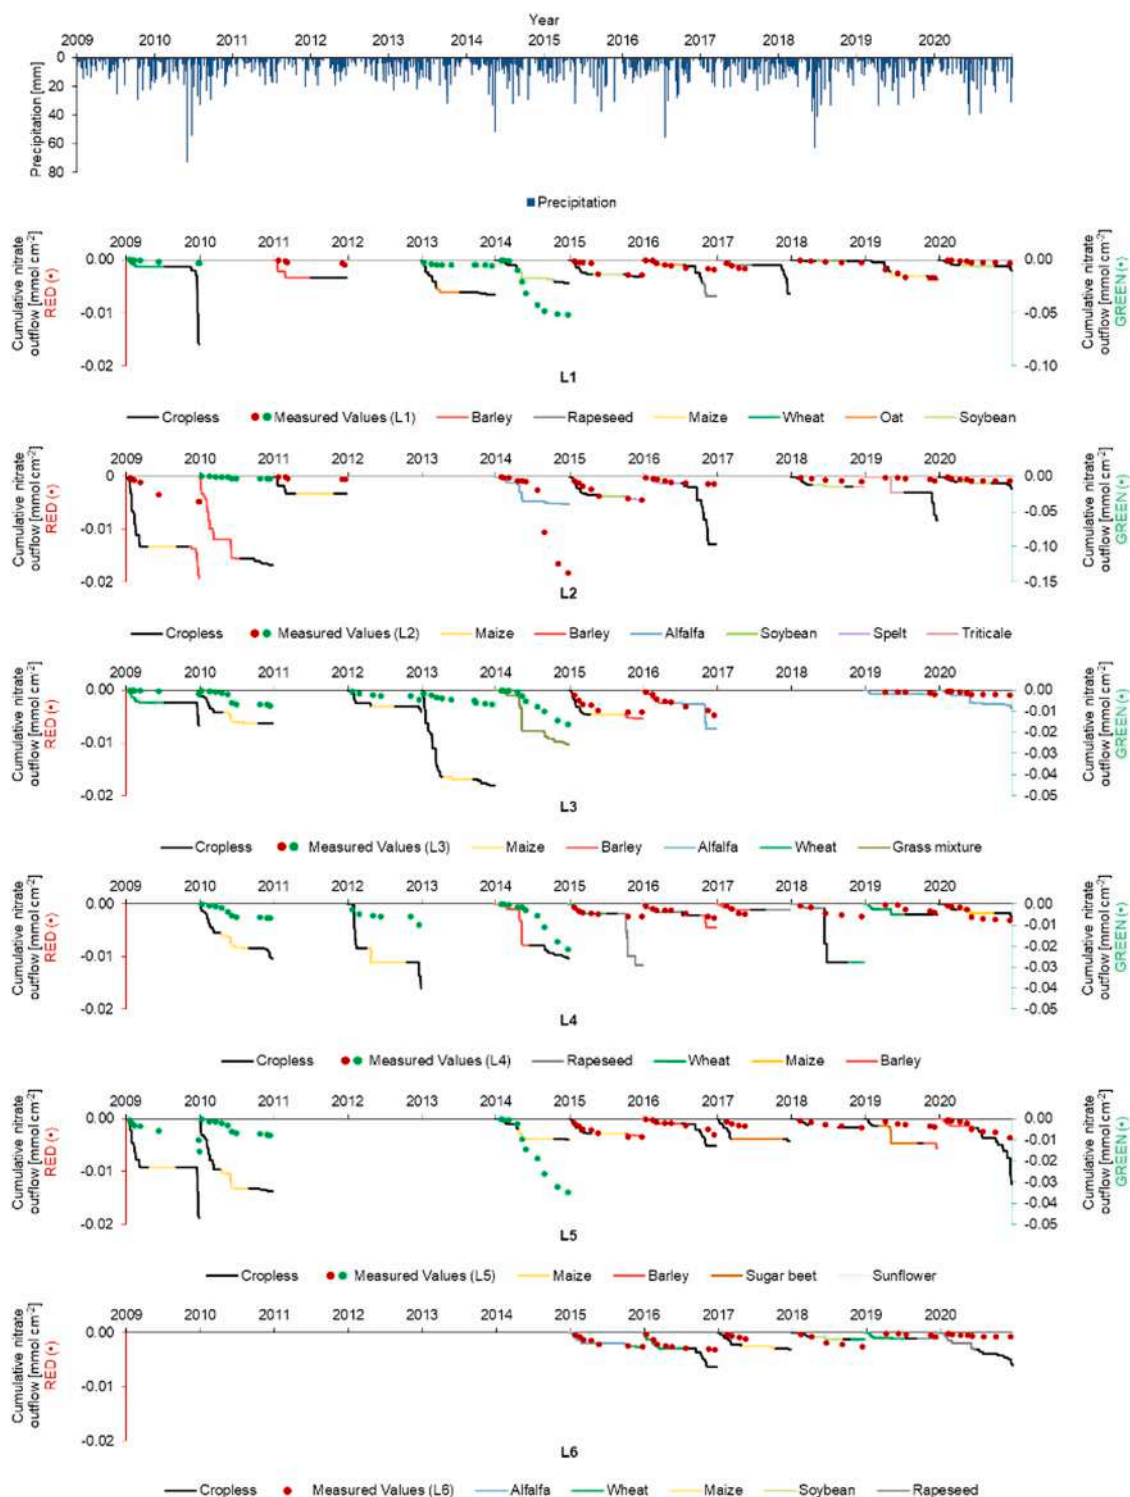 Year
2009 2010 2011 2012 2013 2014 2015 2016 2017 2018 2019 2020
Precipitation [mm]
0
20
40
60
80
Precipitation
2009 2010 2011 2012 2013 2014 2015 2016 2017 2018 2019 2020
Cumulative nitrate
outflow [mmol cm-2]
RED (•)
0.00
-0.01
-0.02
0.00
-0.05
-0.10
Cumulative nitrate
outflow [mmol cm-2]
GREEN (•)
L1
Cropless Measured Values (L1) Barley Rapeseed Maize Wheat Oat Soybean
2009 2010 2011 2012 2013 2014 2015 2016 2017 2018 2019 2020
Cumulative nitrate
outflow [mmol cm-2]
RED (•)
0
-0.01
-0.02
0.00
-0.05
-0.10
-0.15
Cumulative nitrate
outflow [mmol cm-2]
GREEN (•)
L2
Cropless Measured Values (L2) Maize Barley Alfalfa Soybean Spelt Triticale
2009 2010 2011 2012 2013 2014 2015 2016 2017 2018 2019 2020
Cumulative nitrate
outflow [mmol cm-2]
RED (•)
0.00
-0.01
-0.02
0.00
-0.01
-0.02
-0.03
-0.04
-0.05
Cumulative nitrate
outflow [mmol cm-2]
GREEN (•)
L3
Cropless Measured Values (L3) Maize Barley Alfalfa Wheat Grass mixture
2009 2010 2011 2012 2013 2014 2015 2016 2017 2018 2019 2020
Cumulative nitrate
outflow [mmol cm-2]
RED (•)
0.00
-0.01
-0.02
0.00
-0.01
-0.02
-0.03
-0.04
-0.05
Cumulative nitrate
outflow [mmol cm-2]
GREEN (•)
L4
Cropless Measured Values (L4) Rapeseed Wheat Maize Barley
2009 2010 2011 2012 2013 2014 2015 2016 2017 2018 2019 2020
Cumulative nitrate
outflow [mmol cm-2]
RED (•)
0.00
-0.01
-0.02
0.00
-0.01
-0.02
-0.03
-0.04
-0.05
Cumulative nitrate
outflow [mmol cm-2]
GREEN (•)
L5
Cropless Measured Values (L5) Maize Barley Sugar beet Sunflower
2009 2010 2011 2012 2013 2014 2015 2016 2017 2018 2019 2020
Cumulative nitrate
outflow [mmol cm-2]
RED (•)
0.00
-0.01
-0.02
L6
Cropless Measured Values (L6) Alfalfa Wheat Maize Soybean Rapeseed